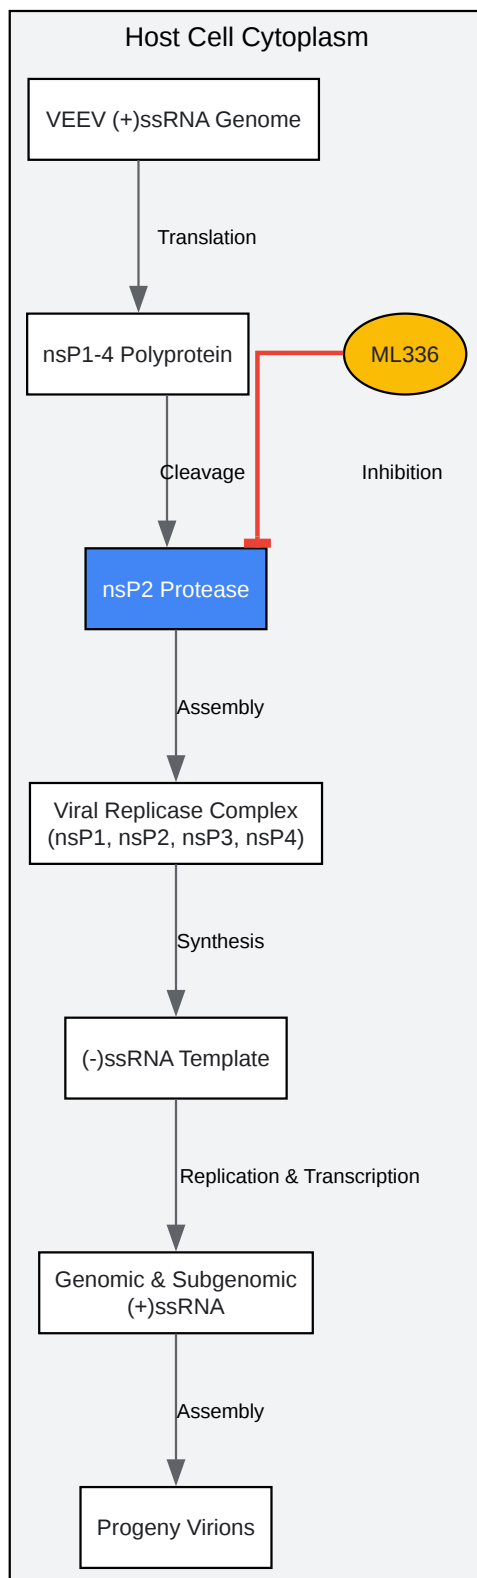 Host Cell Cytoplasm
VEEV (+)ssRNA Genome
Translation
nsP1-4 Polyprotein
ML336
Cleavage
Inhibition
nsP2 Protease
Assembly
Viral Replicase Complex
(nsP1, nsP2, nsP3, nsP4)
Synthesis
(-)ssRNA Template
Replication & Transcription
Genomic & Subgenomic
(+)ssRNA
Assembly
Progeny Virions